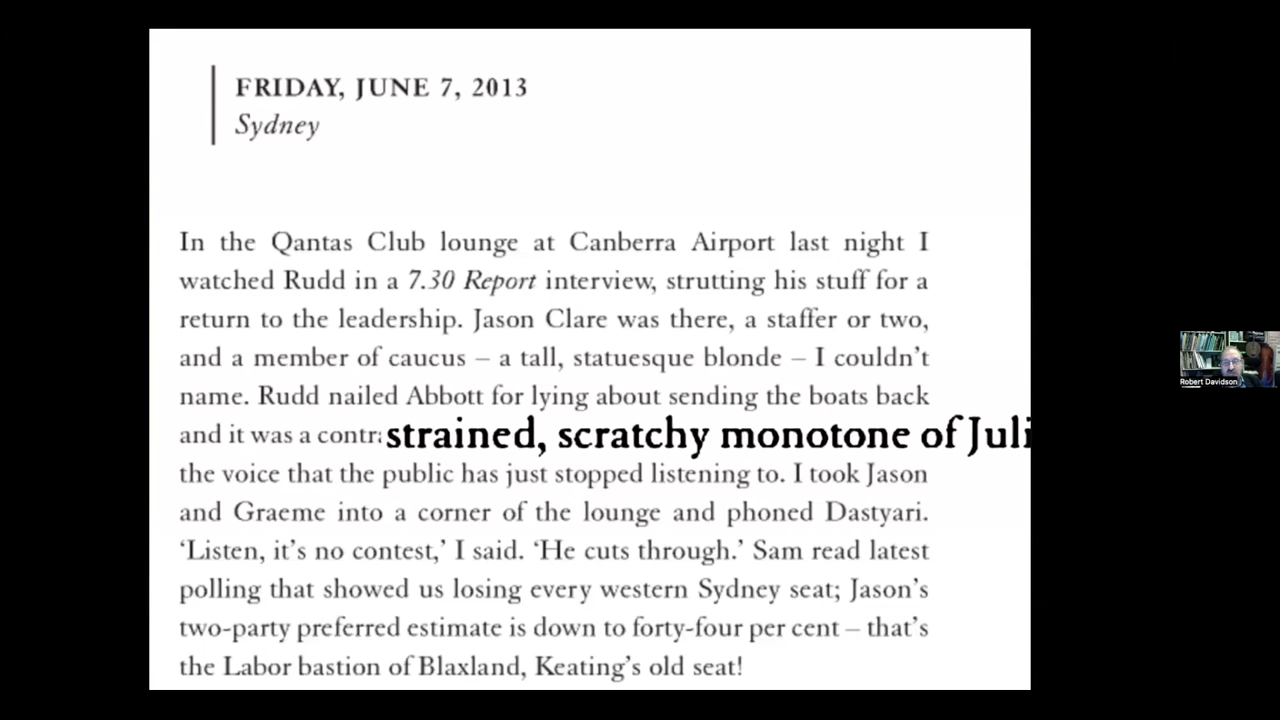 FRIDAY, JUNE 7, 2013
Sydney
In the Qantas Club lounge at Canberra Airport last night I
watched Rudd in a 7.30 Report interview, strutting his stuff for a
return to the leadership. Jason Clare was there, a staffer or two,
and a member of caucus – a tall, statuesque blonde – I couldn’t
name. Rudd nailed Abbott for lying about sending the boats back
and it was a contr strained, scratchy monotone of Juli
the voice that the public has just stopped listening to. I took Jason
and Graeme into a corner of the lounge and phoned Dastyari.
‘Listen, it’s no contest,’ I said. ‘He cuts through.’ Sam read latest
polling that showed us losing every western Sydney seat; Jason’s
two-party preferred estimate is down to forty-four per cent – that’s
the Labor bastion of Blaxland, Keating’s old seat!
Robert Davidson